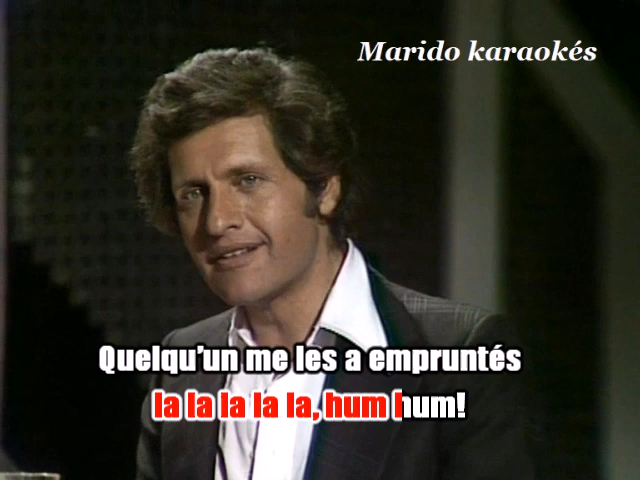 Marido karaokés
Quelqu'un me les a empruntés
la la la la la, hum hum!